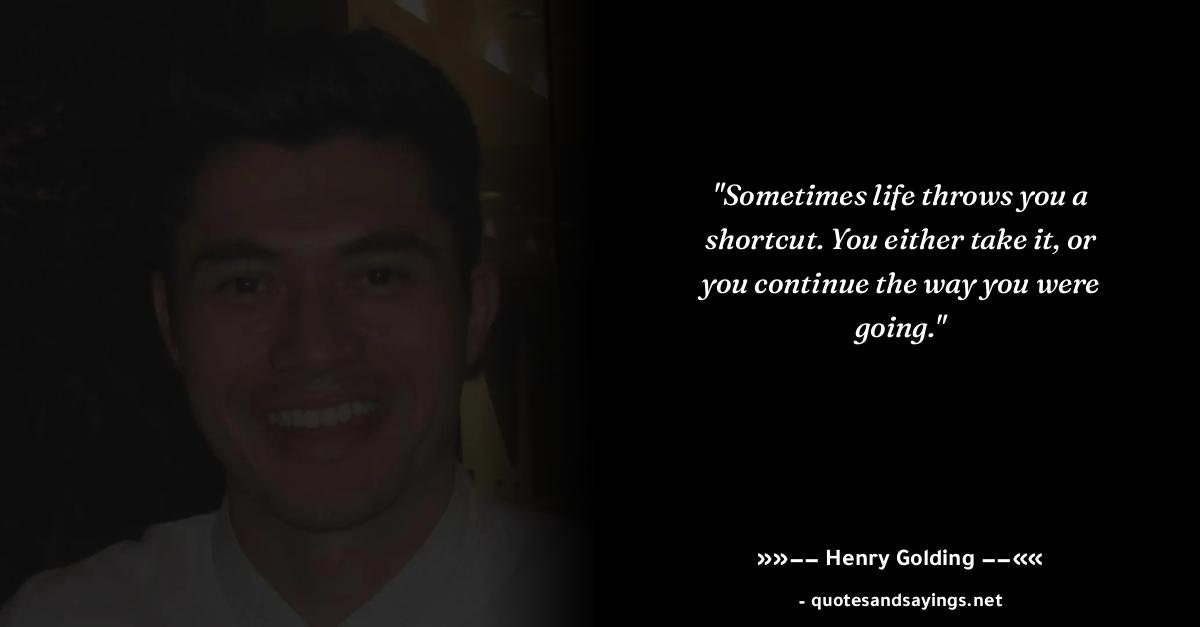 "Sometimes life throws you a
shortcut. You either take it, or
you continue the way you were
going."
»»−− Henry Golding −−««
- quotesandsayings.net